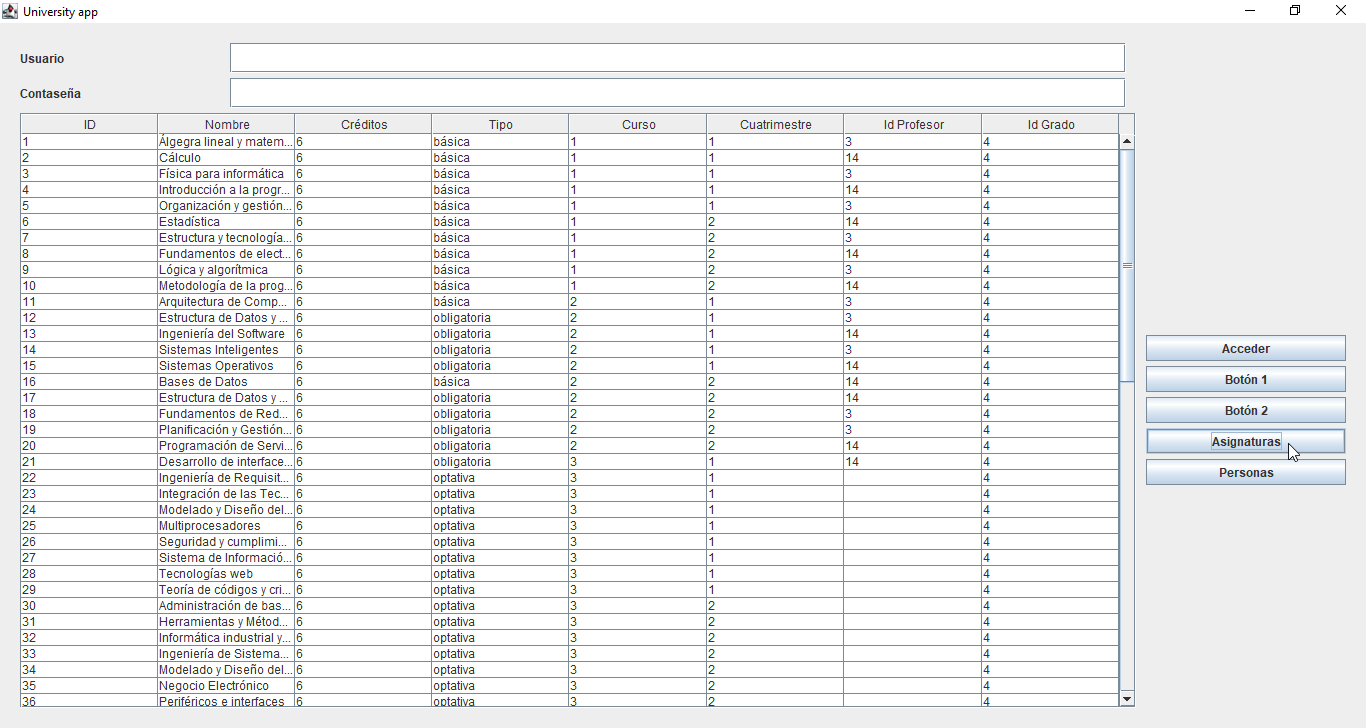 University app
Usuario
Contaseña
ID Nombre Créditos Tipo Curso Cuatrimestre Id Profesor Id Grado
1 Álgegra lineal y matem... 6 básica 1 1 3 4
2 Cálculo 6 básica 1 1 14 4
3 Física para informática 6 básica 1 1 3 4
4 Introducción a la progr... 6 básica 1 1 14 4
5 Organización y gestión... 6 básica 1 1 3 4
6 Estadística 6 básica 1 2 14 4
7 Estructura y tecnología... 6 básica 1 2 3 4
8 Fundamentos de elect... 6 básica 1 2 14 4
9 Lógica y algorítmica 6 básica 1 2 3 4
10 Metodología de la prog... 6 básica 1 2 14 4
11 Arquitectura de Comp... 6 básica 2 1 3 4
12 Estructura de Datos y ... 6 obligatoria 2 1 3 4
13 Ingeniería del Software 6 obligatoria 2 1 14 4
14 Sistemas Inteligentes 6 obligatoria 2 1 3 4
15 Sistemas Operativos 6 obligatoria 2 1 14 4
16 Bases de Datos 6 básica 2 2 14 4
17 Estructura de Datos y ... 6 obligatoria 2 2 14 4
18 Fundamentos de Red... 6 obligatoria 2 2 3 4
19 Planificación y Gestión... 6 obligatoria 2 2 3 4
20 Programación de Servi... 6 obligatoria 2 2 14 4
21 Desarrollo de interface... 6 obligatoria 3 1 14 4
22 Ingeniería de Requisit... 6 optativa 3 1 4
23 Integración de las Tec... 6 optativa 3 1 4
24 Modelado y Diseño del... 6 optativa 3 1 4
25 Multiprocesadores 6 optativa 3 1 4
26 Seguridad y cumplimi... 6 optativa 3 1 4
27 Sistema de Informació... 6 optativa 3 1 4
28 Tecnologías web 6 optativa 3 1 4
29 Teoría de códigos y cri... 6 optativa 3 1 4
30 Administración de bas... 6 optativa 3 2 4
31 Herramientas y Métod... 6 optativa 3 2 4
32 Informática industrial y... 6 optativa 3 2 4
33 Ingeniería de Sistema... 6 optativa 3 2 4
34 Modelado y Diseño del... 6 optativa 3 2 4
35 Negocio Electrónico 6 optativa 3 2 4
36 Periféricos e interfaces 6 optativa 3 2 4
Acceder
Botón 1
Botón 2
Asignaturas
Personas